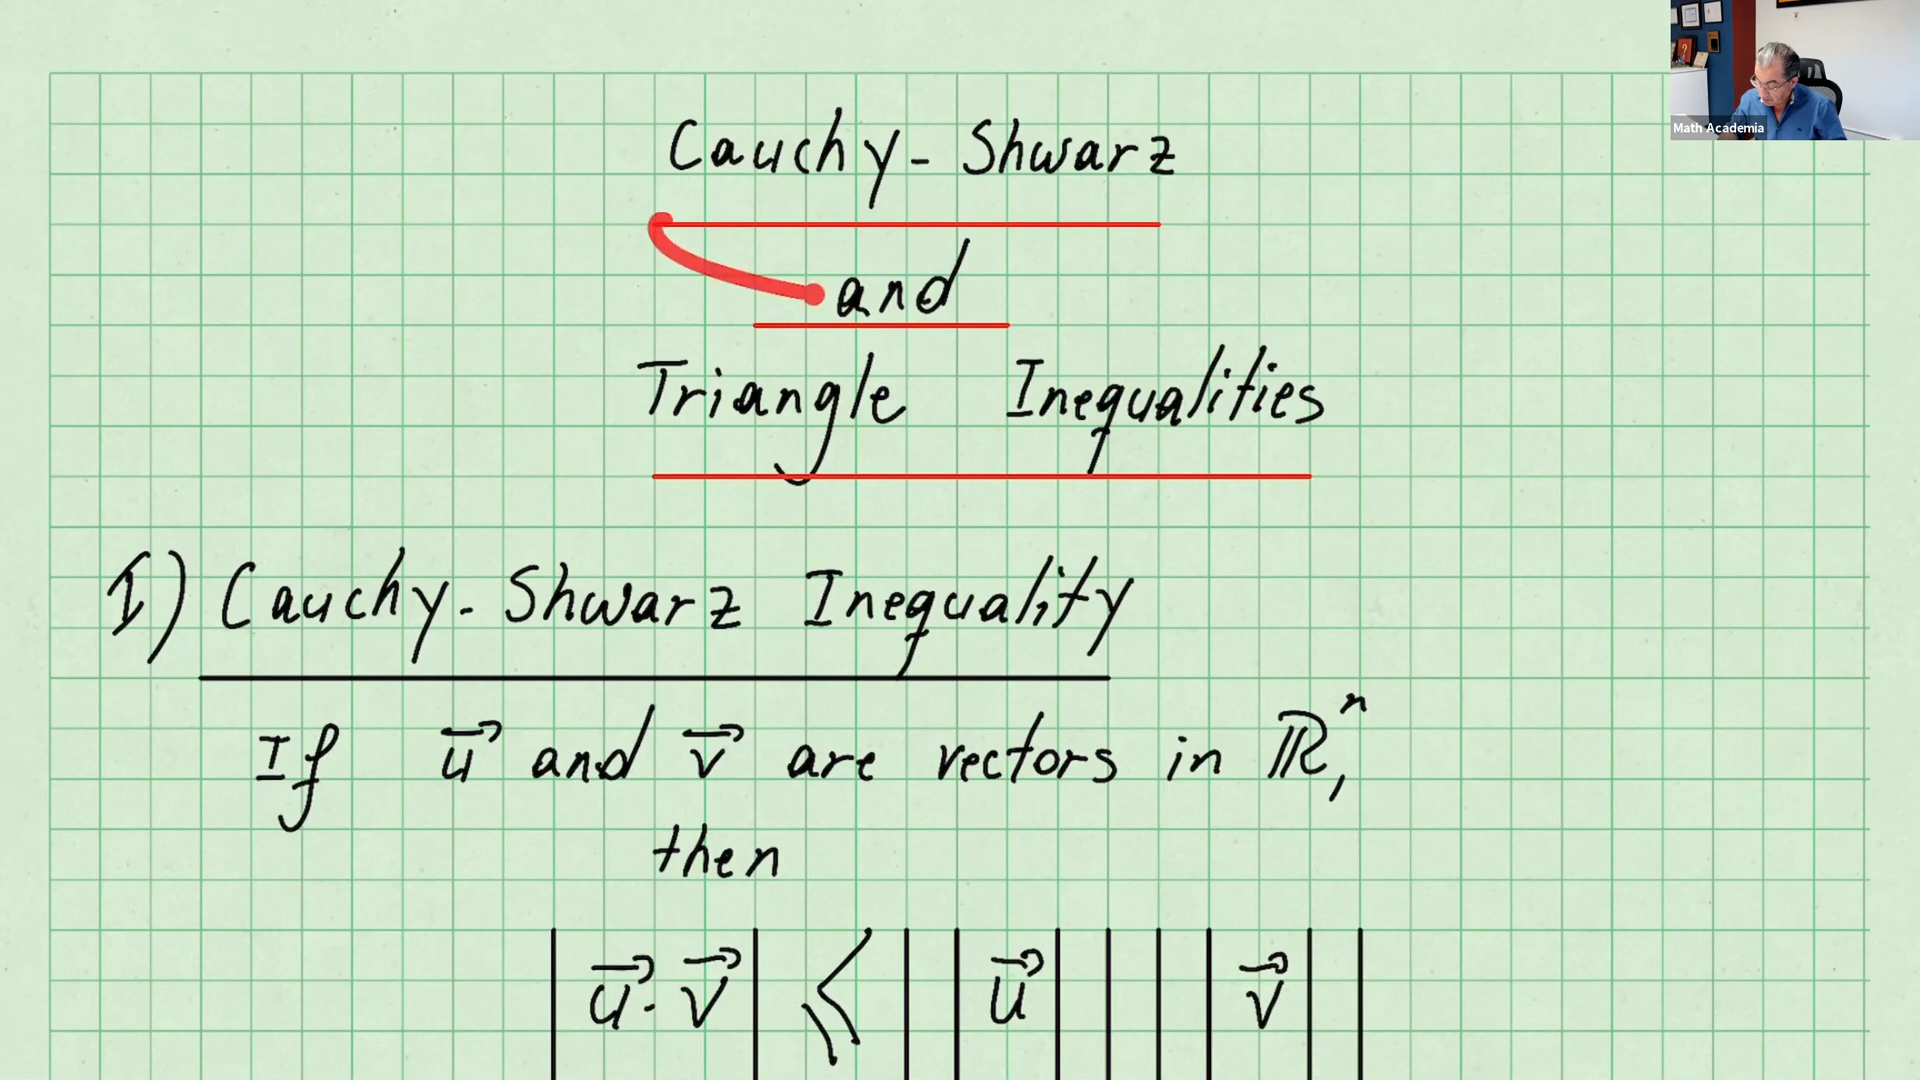 Math Academia
Cauchy - Shwarz
and
Triangle Inequalities
I) Cauchy - Shwarz Inequality
If u⃗ and v⃗ are vectors in ℝⁿ,
then
|u⃗ · v⃗| ⩽ ||u⃗|| ||v⃗||